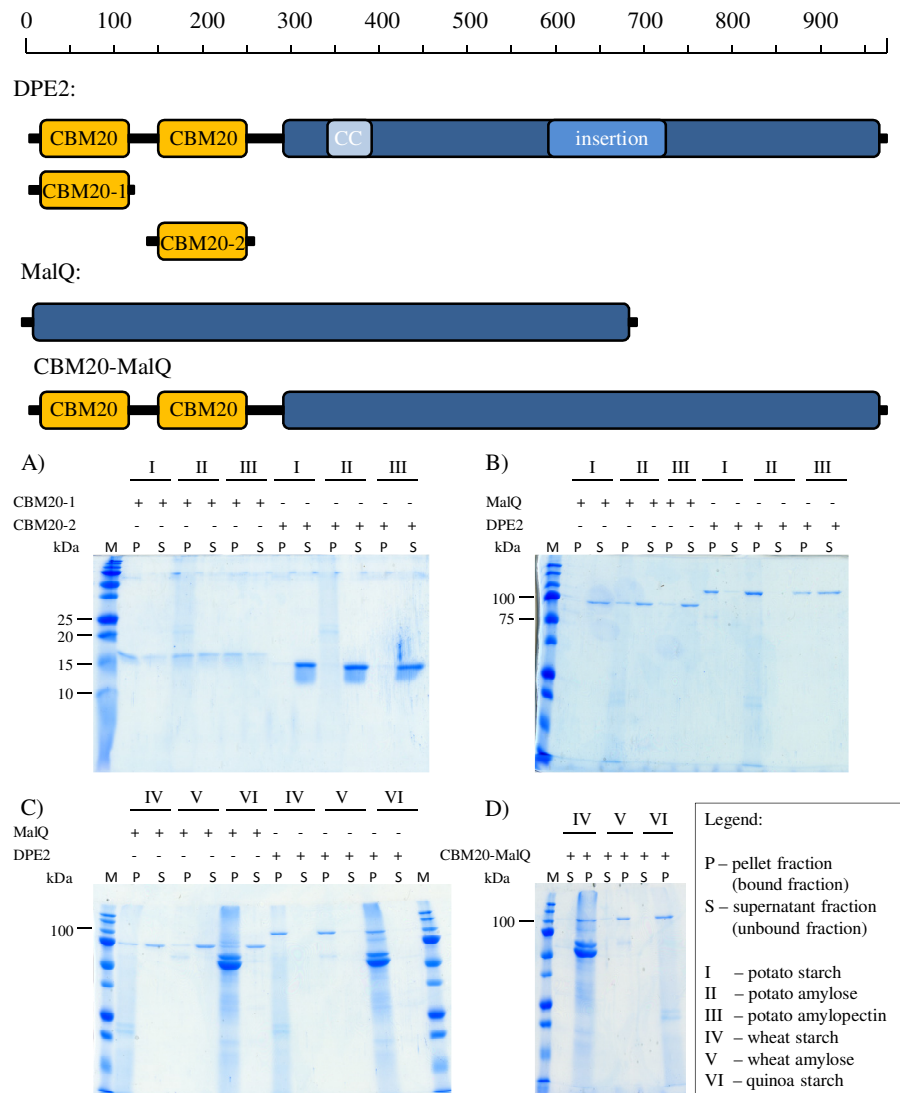 0 100 200 300 400 500 600 700 800 900
DPE2:
CBM20 CBM20 CC insertion
CBM20-1
CBM20-2
MalQ:
CBM20-MalQ
CBM20 CBM20
A)
I II III I II III
CBM20-1 + + + + + + - - - - - -
CBM20-2 - - - - - - + + + + + +
kDa M P S P S P S P S P S P S
25
20
15
10
B)
I II III I II III
MalQ + + + + + + - - - - - -
DPE2 - - - - - - + + + + + +
kDa M P S P S P S P S P S P S
100
75
C)
IV V VI IV V VI
MalQ + + + + + + - - - - - -
DPE2 - - - - - - + + + + + +
kDa M P S P S P S P S P S P S M
100
D)
IV V VI
CBM20-MalQ + + + + + +
kDa M S P S P S P
100
Legend:
P – pellet fraction
(bound fraction)
S – supernatant fraction
(unbound fraction)
I – potato starch
II – potato amylose
III – potato amylopectin
IV – wheat starch
V – wheat amylose
VI – quinoa starch